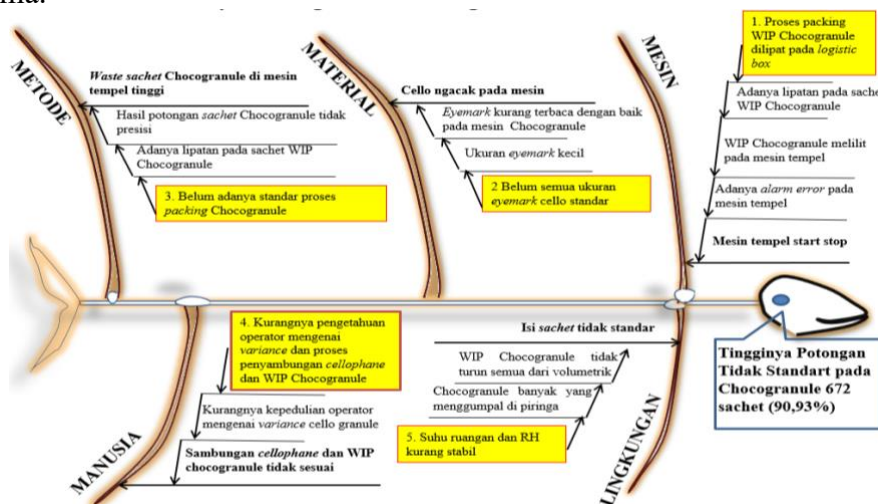 METODE
Waste sachet Chocogranule di mesin
tempel tinggi
Hasil potongan sachet Chocogranule tidak
presisi
Adanya lipatan pada sachet WIP
Chocogranule
3. Belum adanya standar proses
packing Chocogranule
MATERIAL
Cello ngacak pada mesin
Eyemark kurang terbaca dengan baik
pada mesin Chocogranule
Ukuran eyemark kecil
2 Belum semua ukuran
eyemark cello standar
MESIN
1. Proses packing
WIP Chocogranule
dilipat pada logistic
box
Adanya lipatan pada sache
WIP Chocogranule
WIP Chocogranule melilit
pada mesin tempel
Adanya alarm error pada
mesin tempel
Mesin tempel start stop
MANUSIA
4. Kurangnya pengetahuan
operator mengenai
variance dan proses
penyambungan cellophane
dan WIP Chocogranule
Kurangnya kepedulian operator
mengenai variance cello granule
Sambungan cellophane dan WIP
chocogranule tidak sesuai
LINGKUNGAN
Isi sachet tidak standar
WIP Chocogranule tidak
turun semua dari volumetrik
Chocogranule banyak yang
menggumpal di piringa
5. Suhu ruangan dan RH
kurang stabil
Tingginya Potongan
Tidak Standart pada
Chocogranule 672
sachet (90,93%)